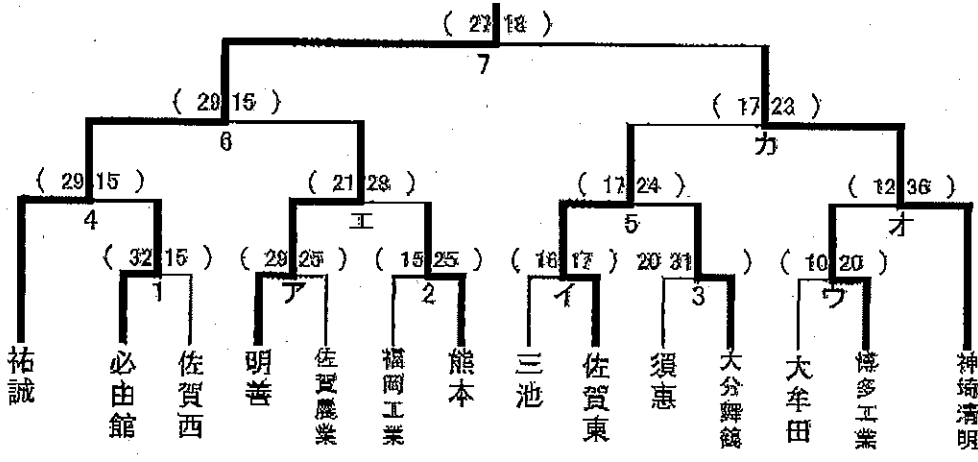 ( 27 18 )
7
( 29 15 )
6
( 17 23 )
カ
( 29 15 )
4
( 21 23 )
エ
( 17 24 )
5
( 12 36 )
オ
( 32 15 )
1
( 29 25 )
ア
( 15 25 )
2
( 16 17 )
イ
20 31 )
3
( 10 20 )
ウ
祐誠
必由館
佐賀西
明善
佐賀農業
福岡工業
熊本
三池
佐賀東
須恵
大分舞鶴
大牟田
博多工業
神埼清明